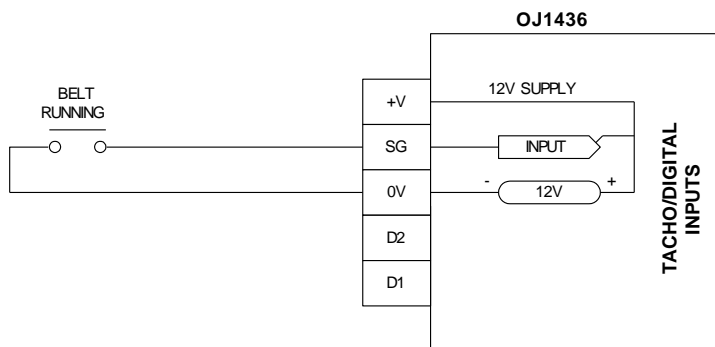 OJ1436
BELT
RUNNING
+V
12V SUPPLY
SG
INPUT
0V
-
12V
+
D2
D1
TACHO/DIGITAL
INPUTS